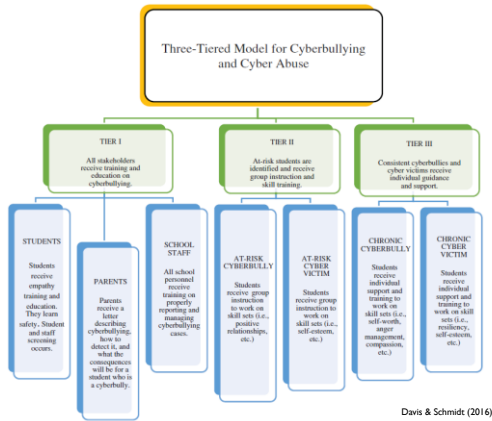 Three-Tiered Model for Cyberbullying
and Cyber Abuse
TIER I
All stakeholders
receive training and
education on
cyberbullying.
TIER II
At-risk students are
identified and receive
group instruction and
skill training.
TIER III
Consistent cyberbullies and
cyber victims receive
individual guidance
and support.
STUDENTS
Students
receive
empathy
training and
education.
They learn
safety. Student
and staff
screening
occurs.
PARENTS
Parents
receive a
letter
describing
cyberbullying,
how to
detect it, and
what the
consequences
will be for a
student who is
a cyberbully.
SCHOOL
STAFF
All school
personnel
receive
training on
properly
reporting and
managing
cyberbullying
cases.
AT-RISK
CYBERBULLY
Students
receive group
instruction
to work on
skill sets (i.e.,
positive
relationships,
etc.)
AT-RISK
CYBER
VICTIM
Students
receive group
instruction
to work on
skill sets (i.e.,
self-esteem,
etc.)
CHRONIC
CYBERBULLY
Students
receive
individual
support and
training to
work on skill
sets (i.e.,
self-worth,
anger
management,
compassion,
etc.)
CHRONIC
CYBER
VICTIM
Students
receive
individual
support and
training to
work on skill
sets (i.e.,
resiliency,
self-esteem,
etc.)
Davis & Schmidt (2016)